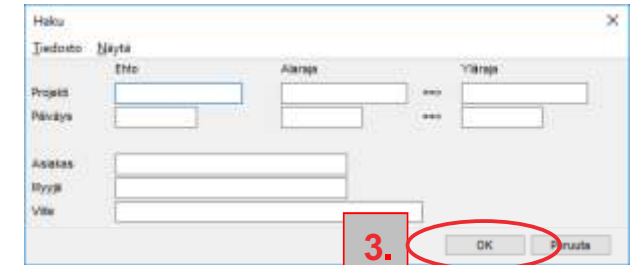 Haku
Tiedosto Näytä
Ehto Alaraja Yläraja
Projekti ==>
Päiväys ==>
Asiakas
Myyjä
Viite
3. OK Peruuta